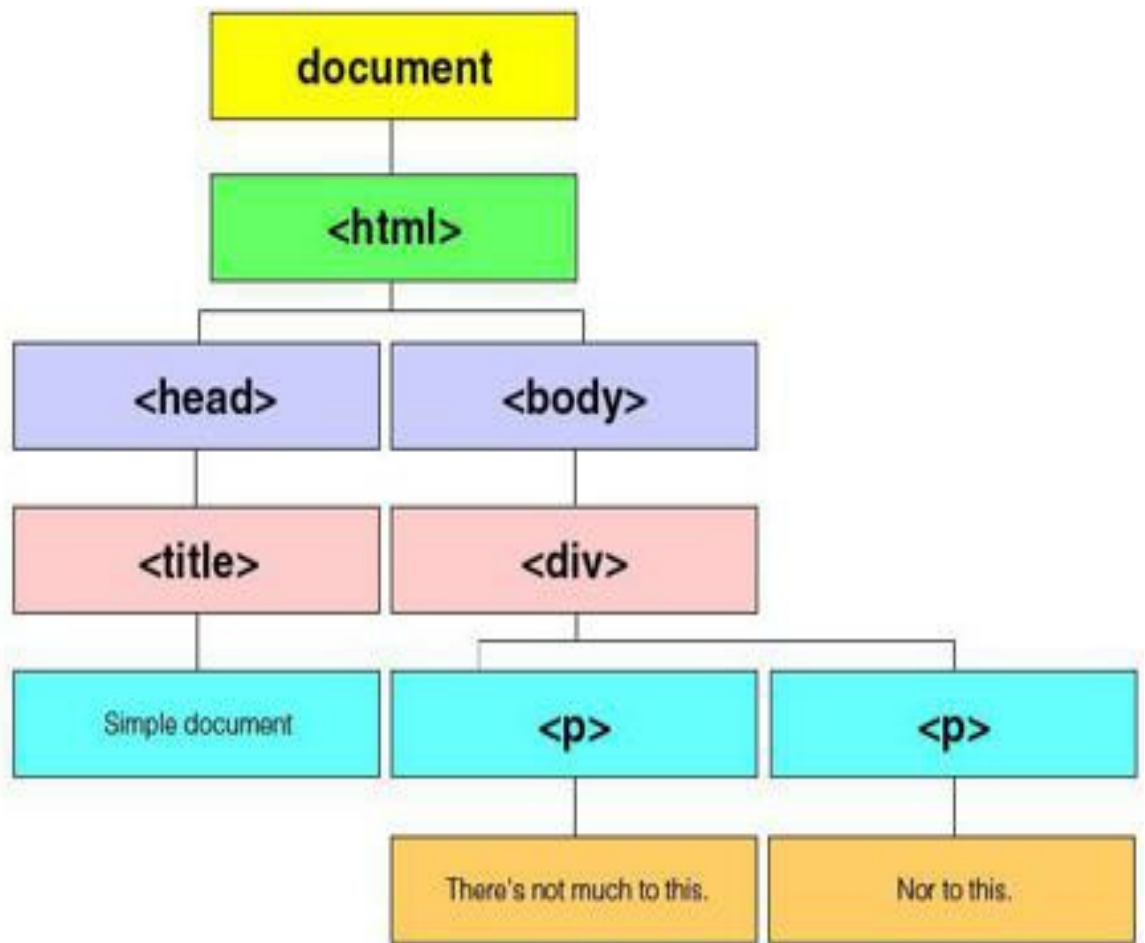 document
<html>
<head>
<body>
<title>
<div>
Simple document
<p>
<p>
There's not much to this.
Nor to this.